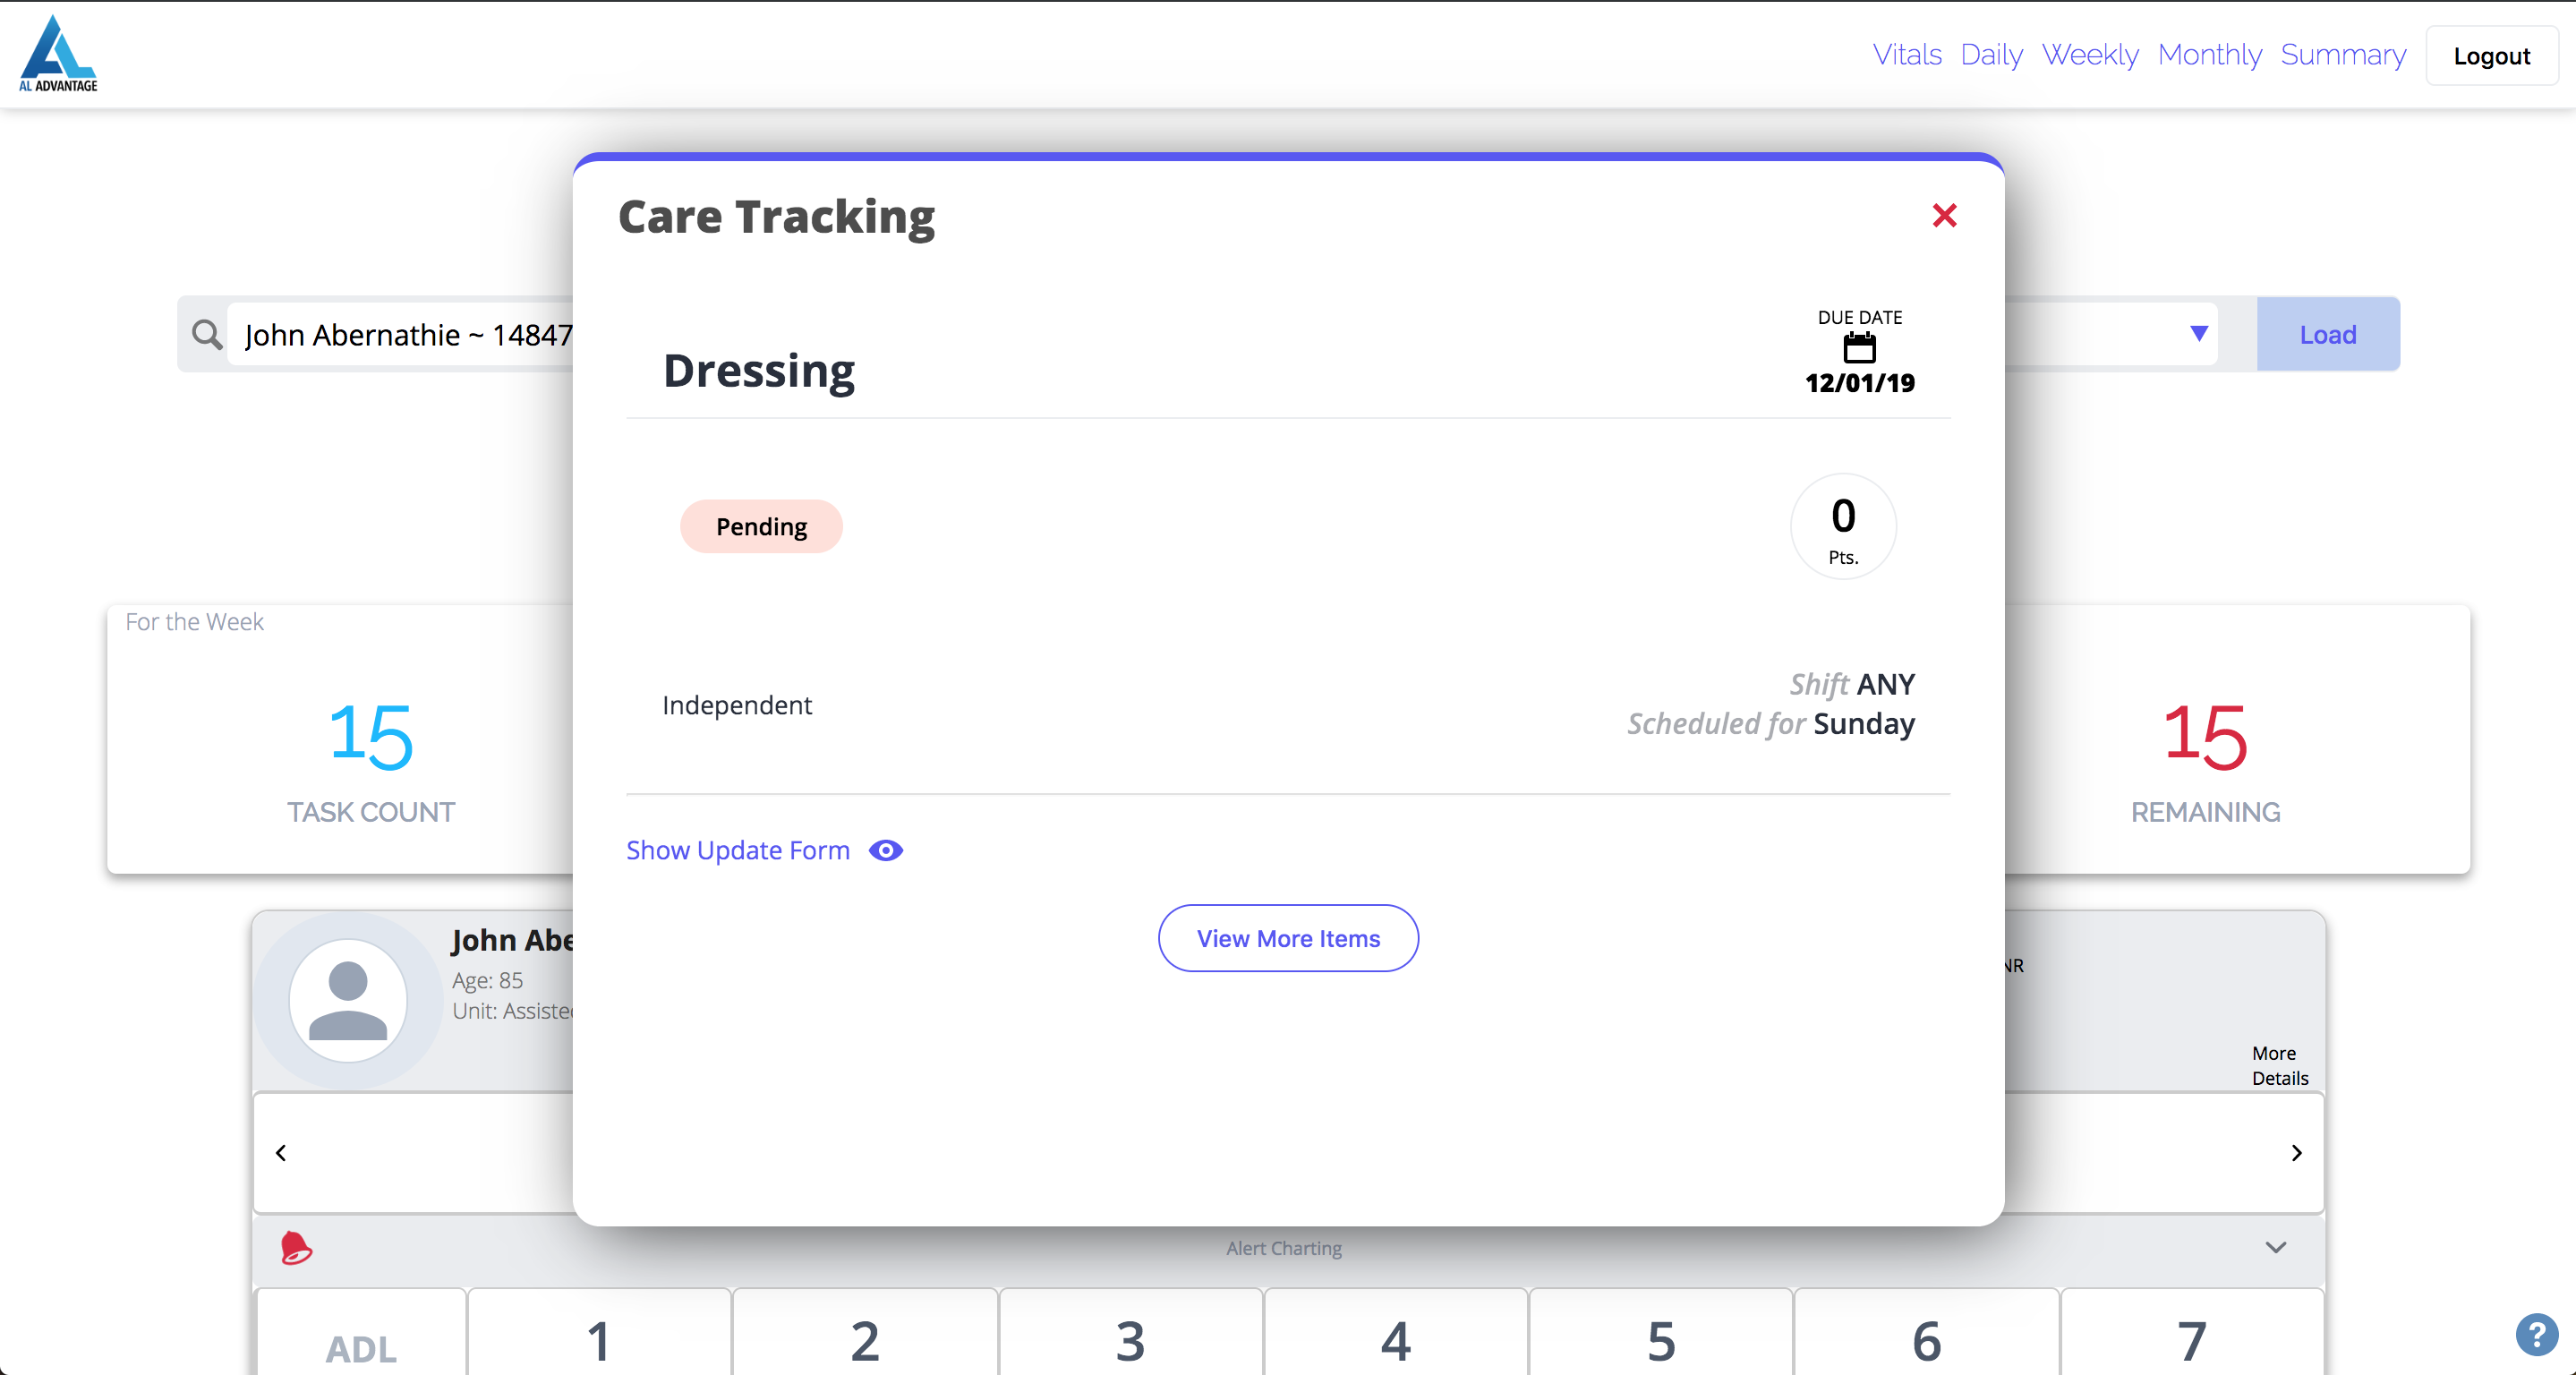 AL ADVANTAGE
Vitals Daily Weekly Monthly Summary Logout
Care Tracking
John Abernathie ~ 14847
Load
DUE DATE
12/01/19
Dressing
Pending
0
Pts.
For the Week
15
TASK COUNT
Independent
Shift ANY
Scheduled for Sunday
15
REMAINING
Show Update Form
View More Items
John Abe
Age: 85
Unit: Assisted
NR
More
Details
Alert Charting
ADL 1 2 3 4 5 6 7
?